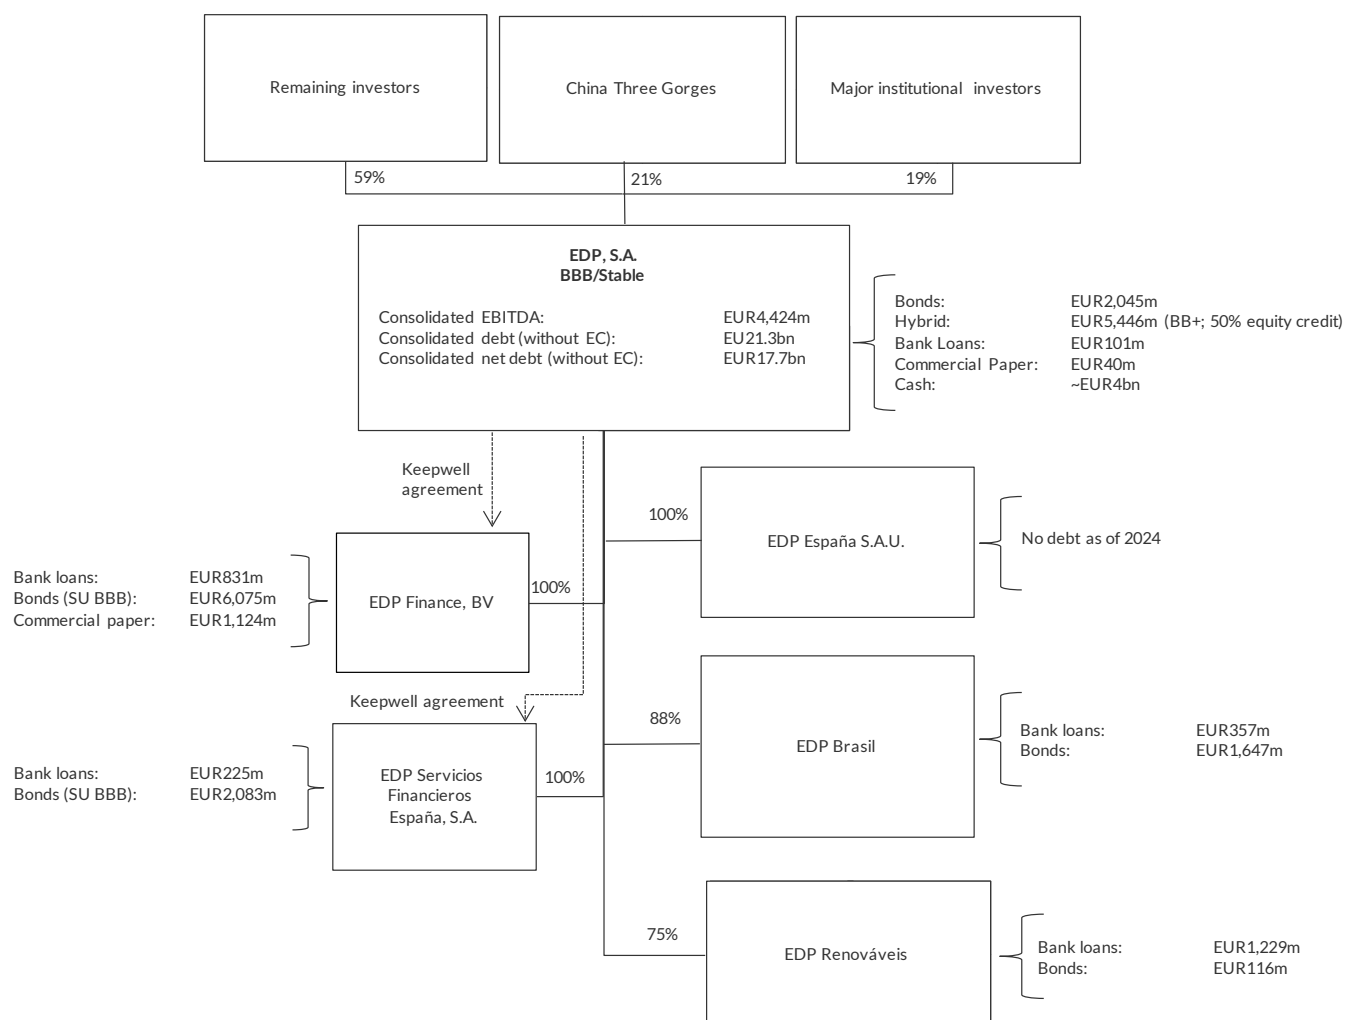 Remaining investors
China Three Gorges
Major institutional investors
59%
21%
19%
EDP, S.A.
BBB/Stable
Consolidated EBITDA: EUR4,424m
Consolidated debt (without EC): EU21.3bn
Consolidated net debt (without EC): EUR17.7bn
Bonds: EUR2,045m
Hybrid: EUR5,446m (BB+; 50% equity credit)
Bank Loans: EUR101m
Commercial Paper: EUR40m
Cash: ~EUR4bn
Keepwell
agreement
100%
EDP España S.A.U.
No debt as of 2024
Bank loans: EUR831m
Bonds (SU BBB): EUR6,075m
Commercial paper: EUR1,124m
EDP Finance, BV
100%
Keepwell agreement
88%
EDP Brasil
Bank loans: EUR357m
Bonds: EUR1,647m
Bank loans: EUR225m
Bonds (SU BBB): EUR2,083m
EDP Servicios
Financieros
España, S.A.
100%
75%
EDP Renováveis
Bank loans: EUR1,229m
Bonds: EUR116m